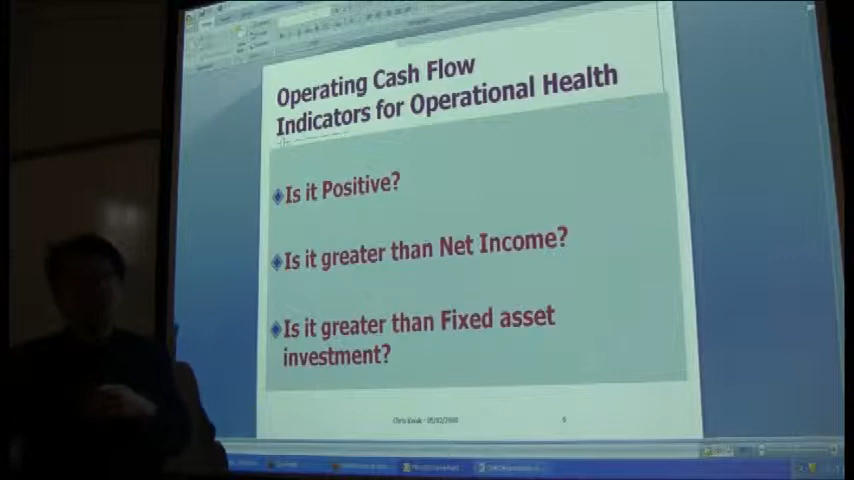 Operating Cash Flow
Indicators for Operational Health
Is it Positive?
Is it greater than Net Income?
Is it greater than Fixed asset
investment?
6